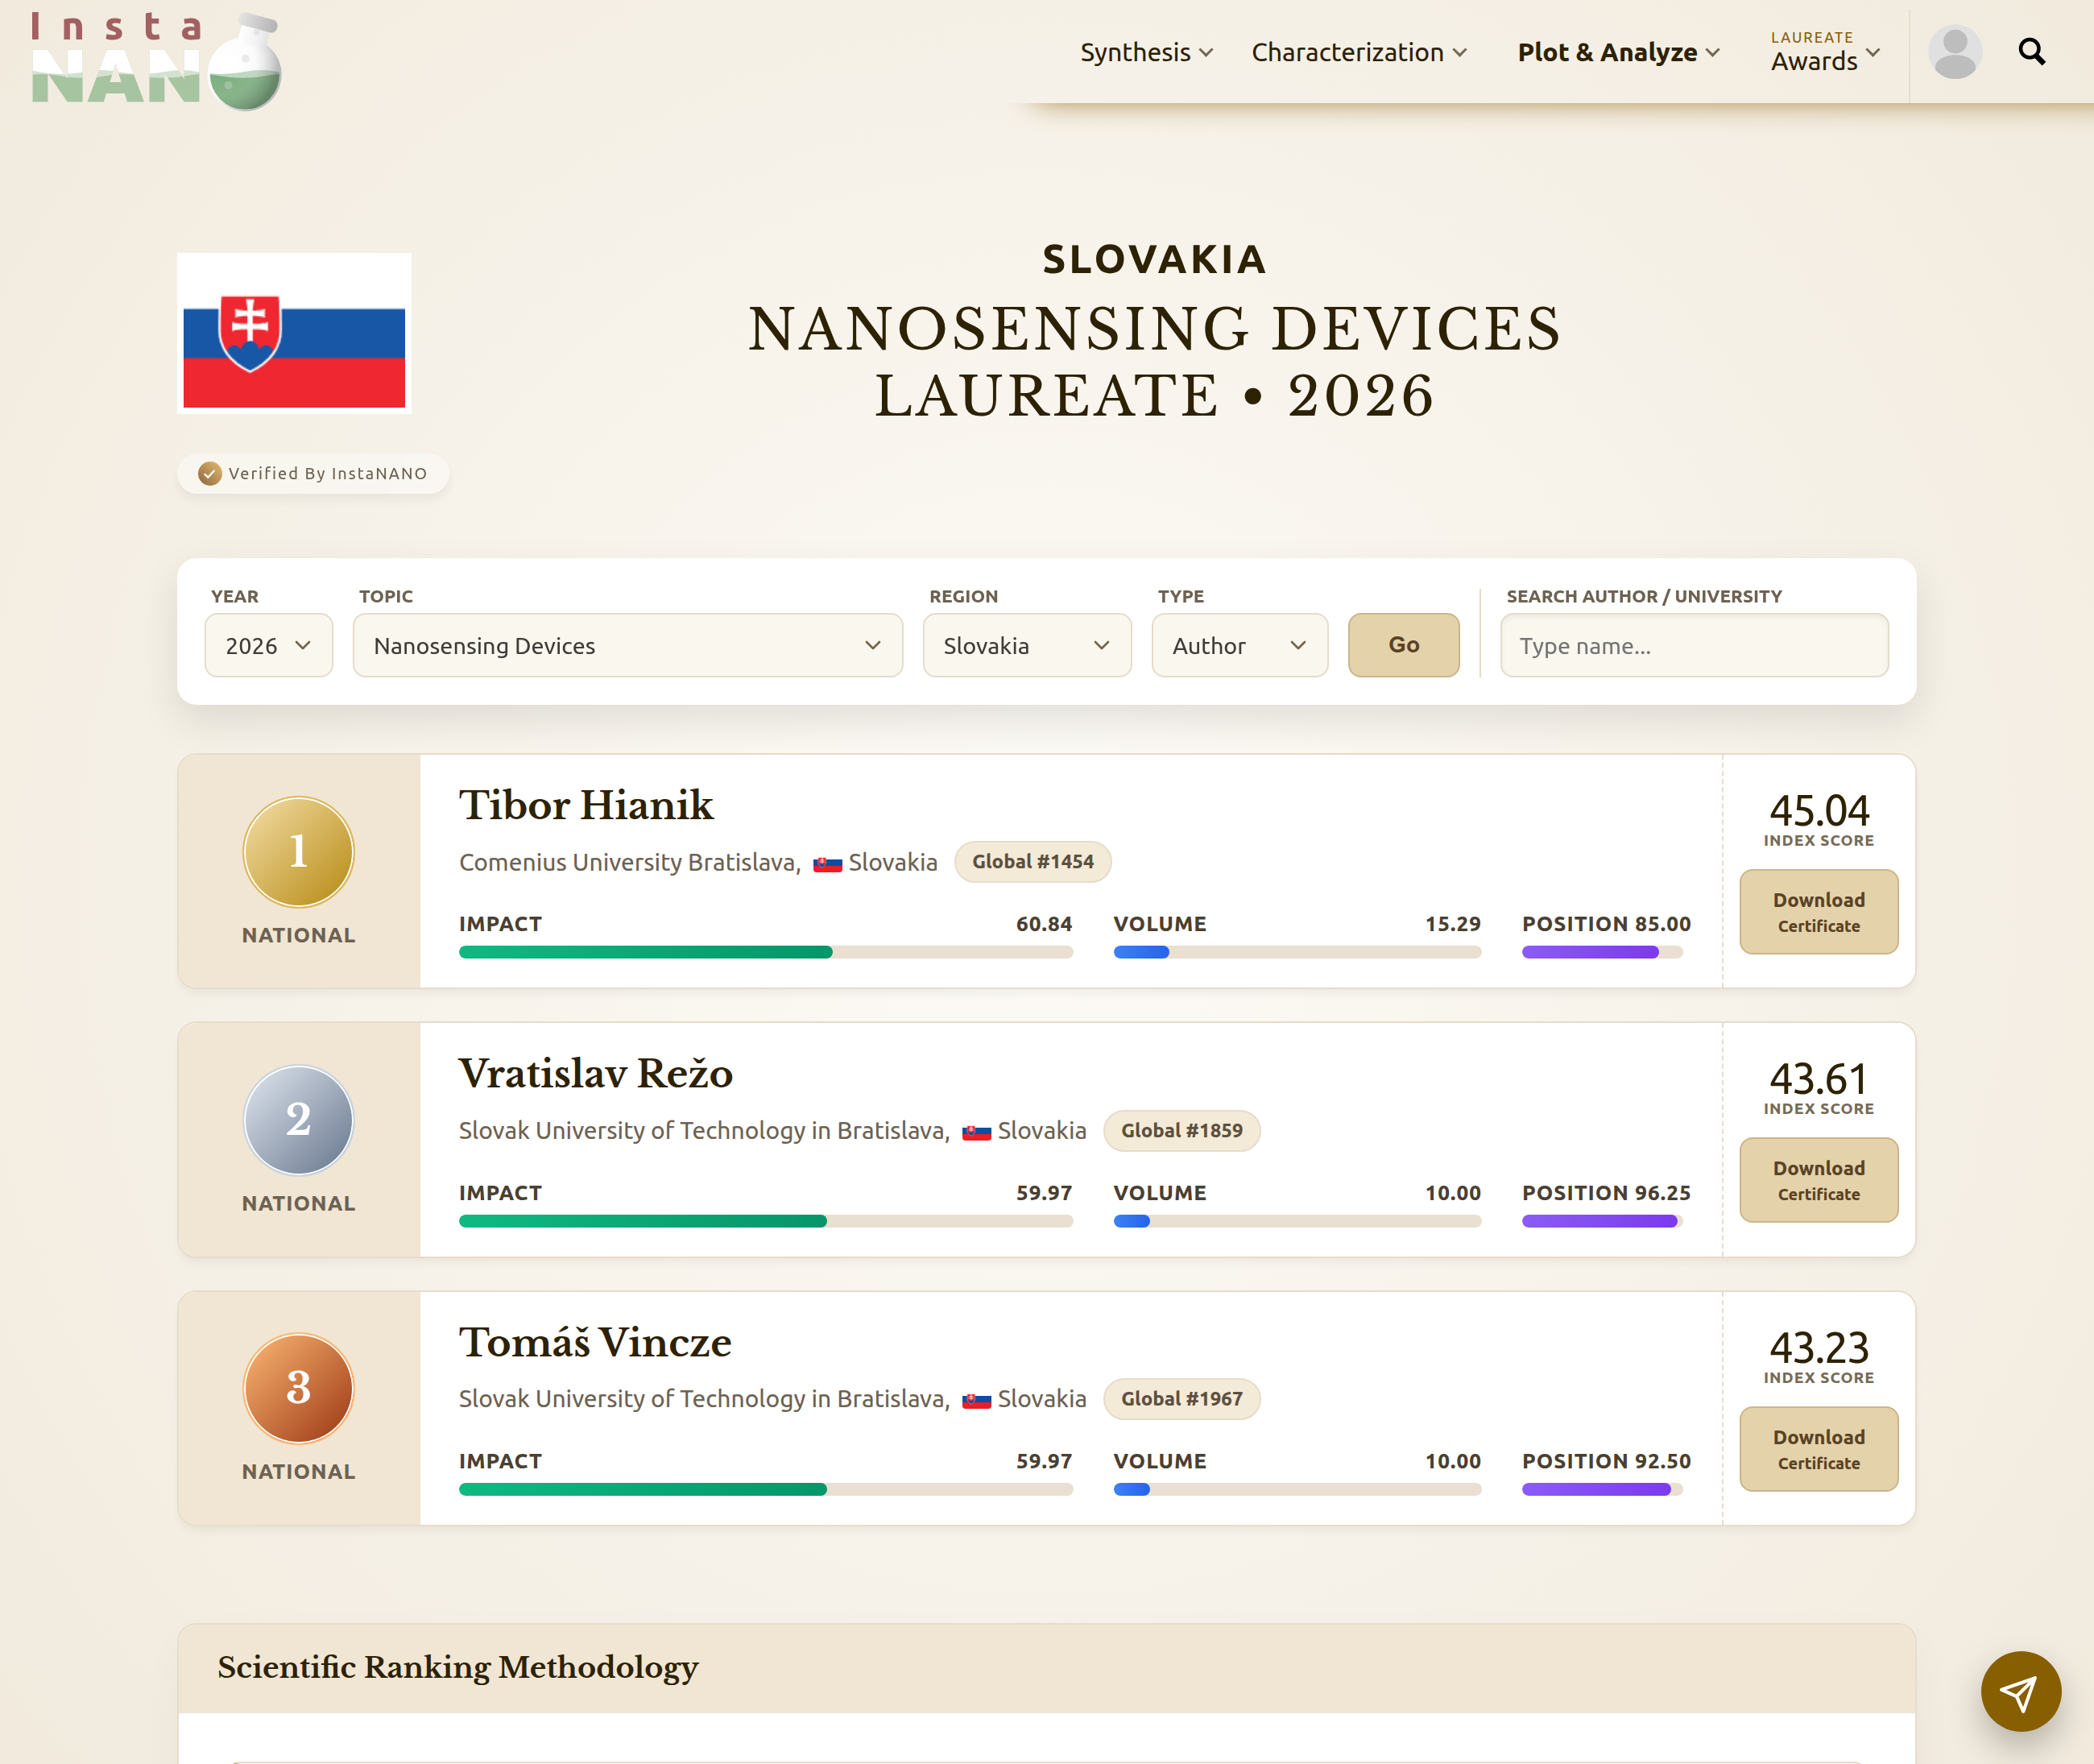 Insta
NANO
Synthesis
Characterization
Plot & Analyze
LAUREATE
Awards
SLOVAKIA
NANOSENSING DEVICES
LAUREATE • 2026
Verified By InstaNANO
YEAR
TOPIC
REGION
TYPE
SEARCH AUTHOR / UNIVERSITY
2026
Nanosensing Devices
Slovakia
Author
Go
Type name...
1
NATIONAL
Tibor Hianik
Comenius University Bratislava, Slovakia Global #1454
IMPACT 60.84
VOLUME 15.29
POSITION 85.00
45.04
INDEX SCORE
Download
Certificate
2
NATIONAL
Vratislav Režo
Slovak University of Technology in Bratislava, Slovakia Global #1859
IMPACT 59.97
VOLUME 10.00
POSITION 96.25
43.61
INDEX SCORE
Download
Certificate
3
NATIONAL
Tomáš Vincze
Slovak University of Technology in Bratislava, Slovakia Global #1967
IMPACT 59.97
VOLUME 10.00
POSITION 92.50
43.23
INDEX SCORE
Download
Certificate
Scientific Ranking Methodology